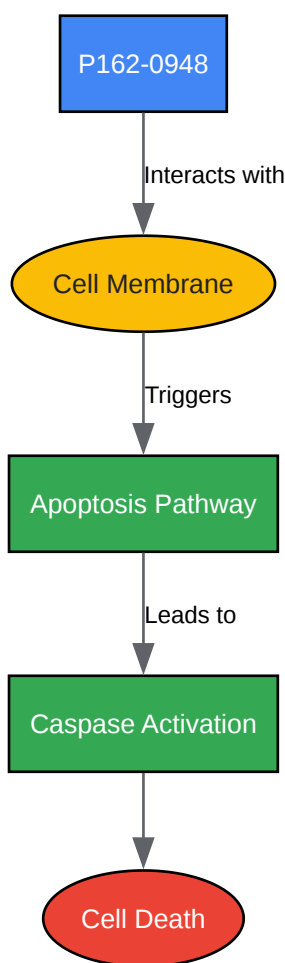 P162-0948
Interacts with
Cell Membrane
Triggers
Apoptosis Pathway
Leads to
Caspase Activation
Cell Death